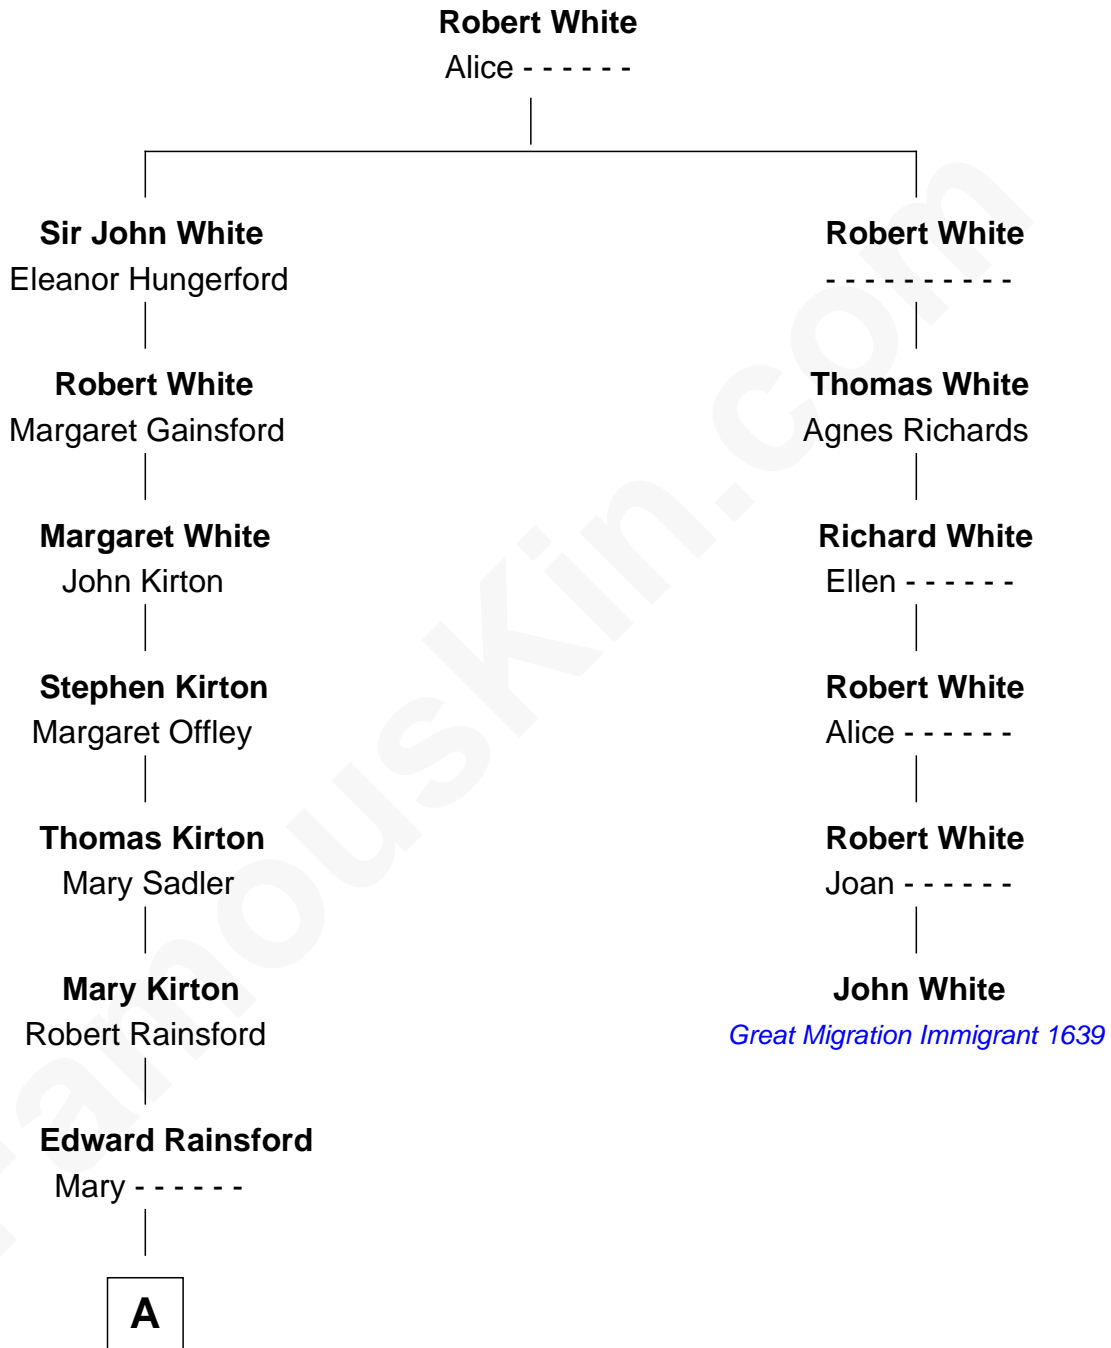 Robert White
Alice - - - - - -
Sir John White
Eleanor Hungerford
Robert White
- - - - - - - - - -
Robert White
Margaret Gainsford
Thomas White
Agnes Richards
Margaret White
John Kirton
Richard White
Ellen - - - - - -
Stephen Kirton
Margaret Offley
Robert White
Alice - - - - - -
Thomas Kirton
Mary Sadler
Robert White
Joan - - - - - -
Mary Kirton
Robert Rainsford
John White
Great Migration Immigrant 1639
Edward Rainsford
Mary - - - - - -
A
FamousKin.com